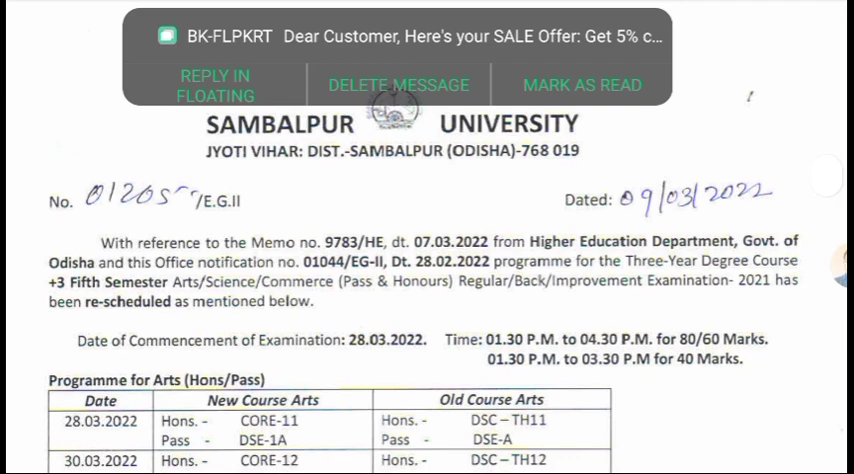 BK-FLPKRT Dear Customer, Here's your SALE Offer: Get 5% c...
REPLY IN FLOATING DELETE MESSAGE MARK AS READ
SAMBALPUR UNIVERSITY
JYOTI VIHAR: DIST.-SAMBALPUR (ODISHA)-768 019
No. /E.G.II Dated: 09/03/2022
With reference to the Memo no. 9783/HE, dt. 07.03.2022 from Higher Education Department, Govt. of
Odisha and this Office notification no. 01044/EG-II, Dt. 28.02.2022 programme for the Three-Year Degree Course
+3 Fifth Semester Arts/Science/Commerce (Pass & Honours) Regular/Back/Improvement Examination- 2021 has
been re-scheduled as mentioned below.
Date of Commencement of Examination: 28.03.2022. Time: 01.30 P.M. to 04.30 P.M. for 80/60 Marks.
01.30 P.M. to 03.30 P.M for 40 Marks.
Programme for Arts (Hons/Pass)
Date New Course Arts Old Course Arts
28.03.2022 Hons. - CORE-11 Hons. - DSC – TH11
Pass - DSE-1A Pass - DSE-A
30.03.2022 Hons. - CORE-12 Hons. - DSC – TH12